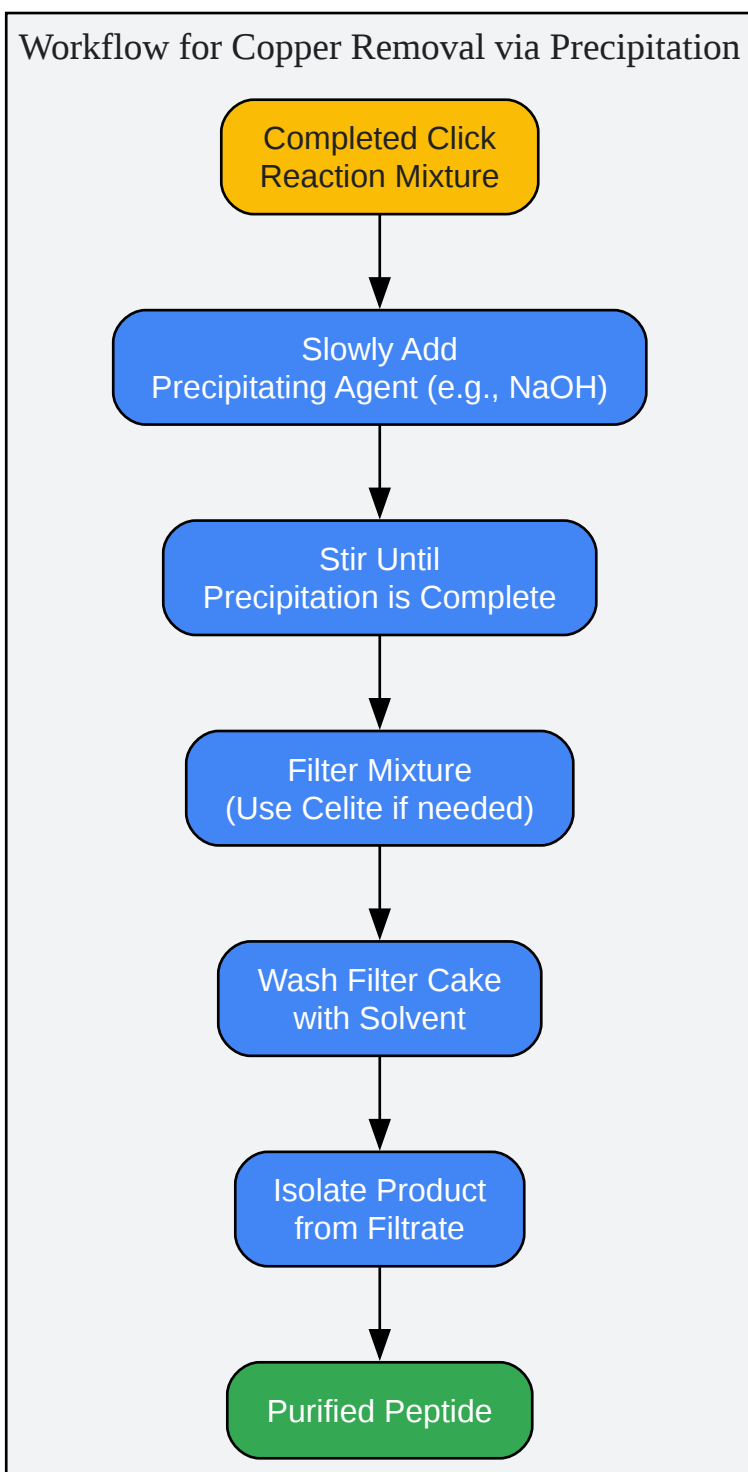 Workflow for Copper Removal via Precipitation
Completed Click
Reaction Mixture
Slowly Add
Precipitating Agent (e.g., NaOH)
Stir Until
Precipitation is Complete
Filter Mixture
(Use Celite if needed)
Wash Filter Cake
with Solvent
Isolate Product
from Filtrate
Purified Peptide